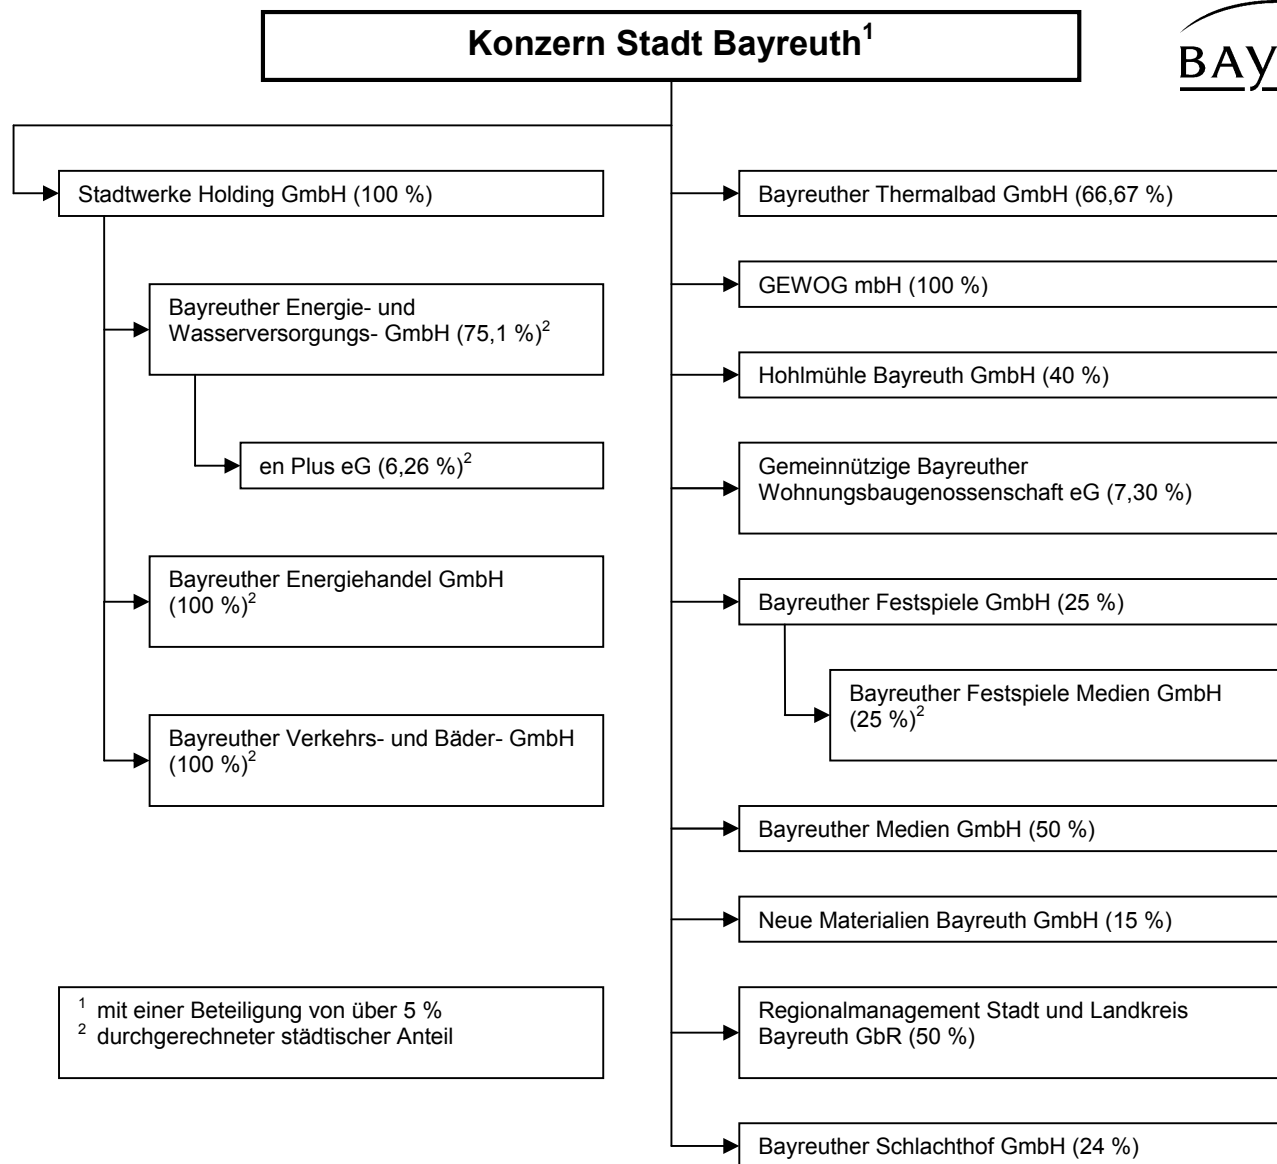 Konzern Stadt Bayreuth¹
BAY
Stadtwerke Holding GmbH (100 %)
Bayreuther Energie- und
Wasserversorgungs- GmbH (75,1 %)²
en Plus eG (6,26 %)²
Bayreuther Energiehandel GmbH
(100 %)²
Bayreuther Verkehrs- und Bäder- GmbH
(100 %)²
¹ mit einer Beteiligung von über 5 %
² durchgerechneter städtischer Anteil
Bayreuther Thermalbad GmbH (66,67 %)
GEWOG mbH (100 %)
Hohlmühle Bayreuth GmbH (40 %)
Gemeinnützige Bayreuther
Wohnungsbaugenossenschaft eG (7,30 %)
Bayreuther Festspiele GmbH (25 %)
Bayreuther Festspiele Medien GmbH
(25 %)²
Bayreuther Medien GmbH (50 %)
Neue Materialien Bayreuth GmbH (15 %)
Regionalmanagement Stadt und Landkreis
Bayreuth GbR (50 %)
Bayreuther Schlachthof GmbH (24 %)